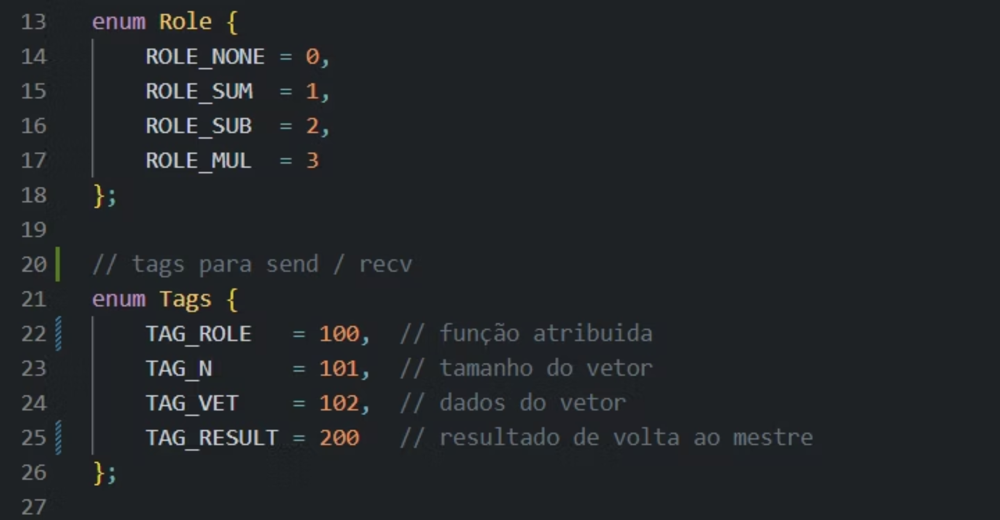 13 enum Role {
14 ROLE_NONE = 0,
15 ROLE_SUM = 1,
16 ROLE_SUB = 2,
17 ROLE_MUL = 3
18 };
19
20 // tags para send / recv
21 enum Tags {
22 TAG_ROLE = 100, // função atribuida
23 TAG_N = 101, // tamanho do vetor
24 TAG_VET = 102, // dados do vetor
25 TAG_RESULT = 200 // resultado de volta ao mestre
26 };
27